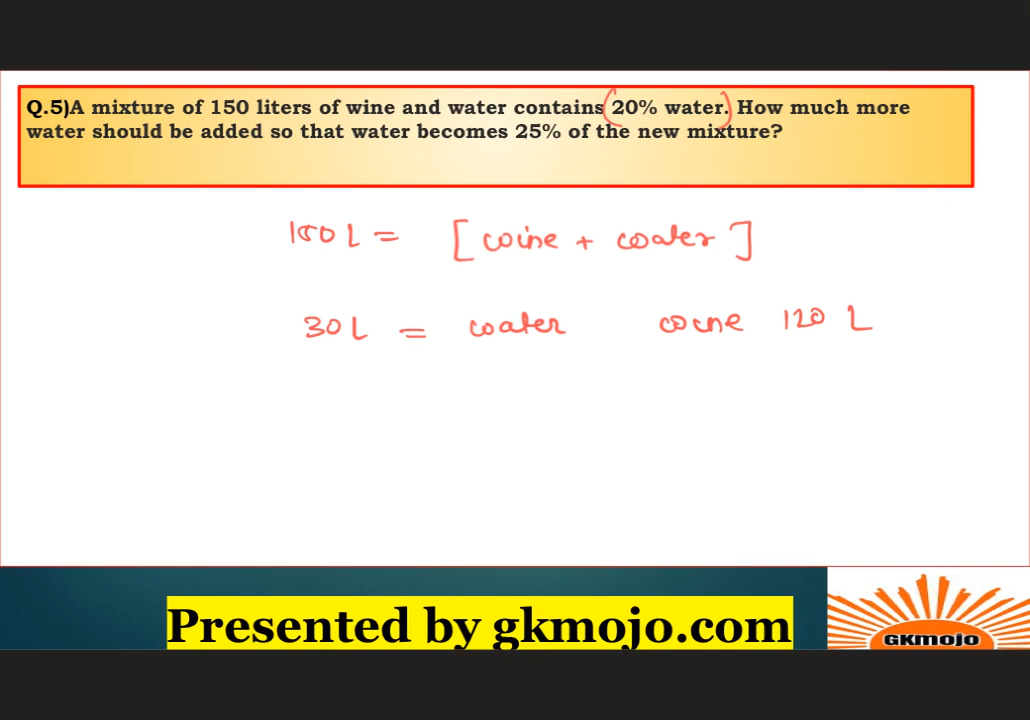 Q.5)A mixture of 150 liters of wine and water contains (20% water.) How much more
water should be added so that water becomes 25% of the new mixture?
150 L = [wine + water]
30 L = water wine 120 L
Presented by gkmojo.com
GKmojo